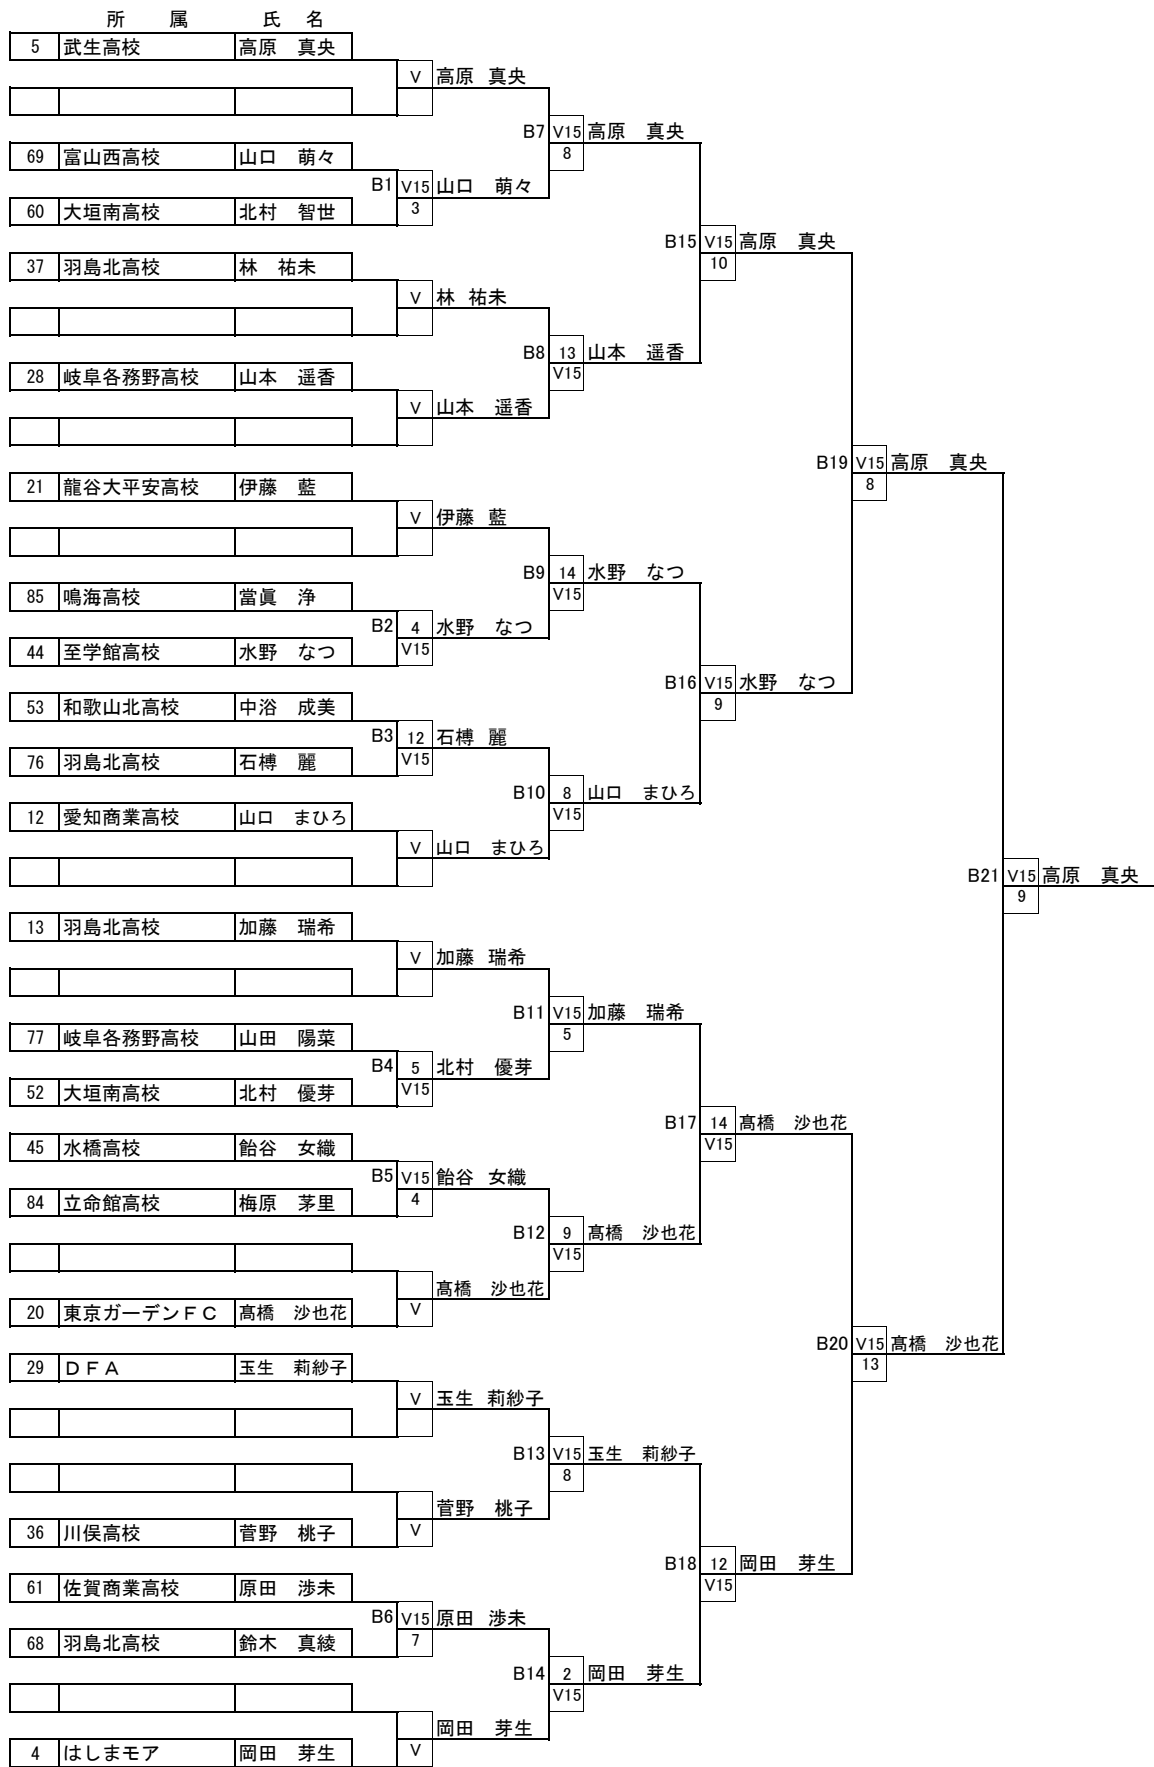 所　属　氏　名
5 武生高校 高原　真央
V 高原 真央
B7 V15 高原　真央
8
69 富山西高校 山口　萌々
B1 V15 山口　萌々
3
60 大垣南高校 北村　智世
B15 V15 高原　真央
10
37 羽島北高校 林　祐未
V 林 祐未
B8 13 山本　遥香
V15
28 岐阜各務野高校 山本　遥香
V 山本　遥香
B19 V15 高原　真央
8
21 龍谷大平安高校 伊藤　藍
V 伊藤 藍
B9 14 水野　なつ
V15
85 鳴海高校 當眞　浄
B2 4 水野　なつ
V15
44 至学館高校 水野　なつ
B16 V15 水野　なつ
9
53 和歌山北高校 中浴　成美
B3 12 石榑 麗
V15
76 羽島北高校 石榑　麗
B10 8 山口　まひろ
V15
12 愛知商業高校 山口　まひろ
V 山口　まひろ
B21 V15 高原　真央
9
13 羽島北高校 加藤　瑞希
V 加藤 瑞希
B11 V15 加藤　瑞希
5
77 岐阜各務野高校 山田　陽菜
B4 5 北村　優芽
V15
52 大垣南高校 北村　優芽
B17 14 髙橋　沙也花
V15
45 水橋高校 飴谷　女織
B5 V15 飴谷 女織
4
84 立命館高校 梅原　茅里
B12 9 髙橋　沙也花
V15
髙橋　沙也花
V
20 東京ガーデンＦＣ 髙橋　沙也花
B20 V15 髙橋　沙也花
13
29 ＤＦＡ 玉生　莉紗子
V 玉生 莉紗子
B13 V15 玉生　莉紗子
8
菅野　桃子
V
36 川俣高校 菅野　桃子
B18 12 岡田　芽生
V15
61 佐賀商業高校 原田　渉未
B6 V15 原田 渉未
7
68 羽島北高校 鈴木　真綾
B14 2 岡田　芽生
V15
岡田　芽生
V
4 はしまモア 岡田　芽生